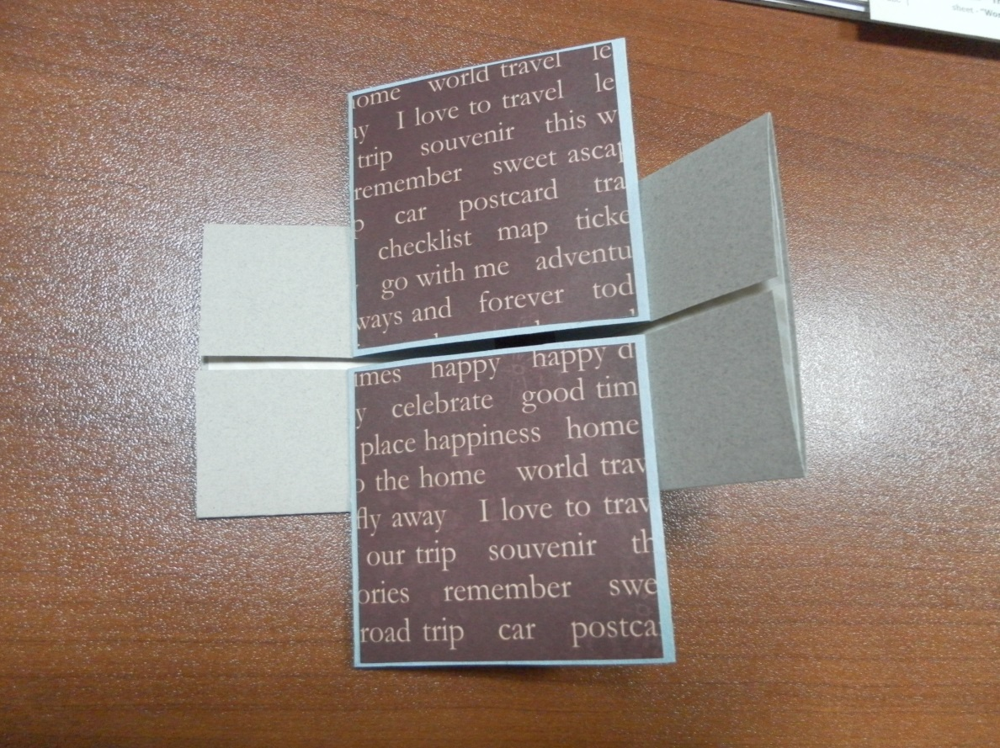 sheet - "Wor
ome world travel le
ay I love to travel le
trip souvenir this w
remember sweet ascap
p car postcard tra
checklist map ticke
go with me adventu
ways and forever tod
imes happy happy d
y celebrate good tim
place happiness home
o the home world trav
fly away I love to trav
our trip souvenir th
ories remember swe
road trip car postca